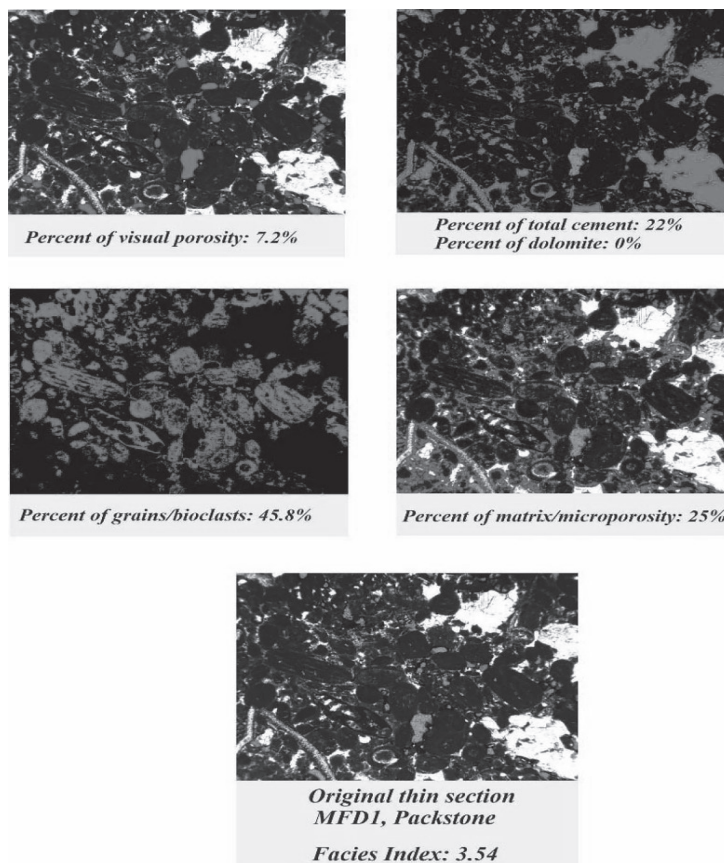 Percent of visual porosity: 7.2%
Percent of total cement: 22%
Percent of dolomite: 0%
Percent of grains/bioclasts: 45.8%
Percent of matrix/microporosity: 25%
Original thin section
MFD1, Packstone
Facies Index: 3.54